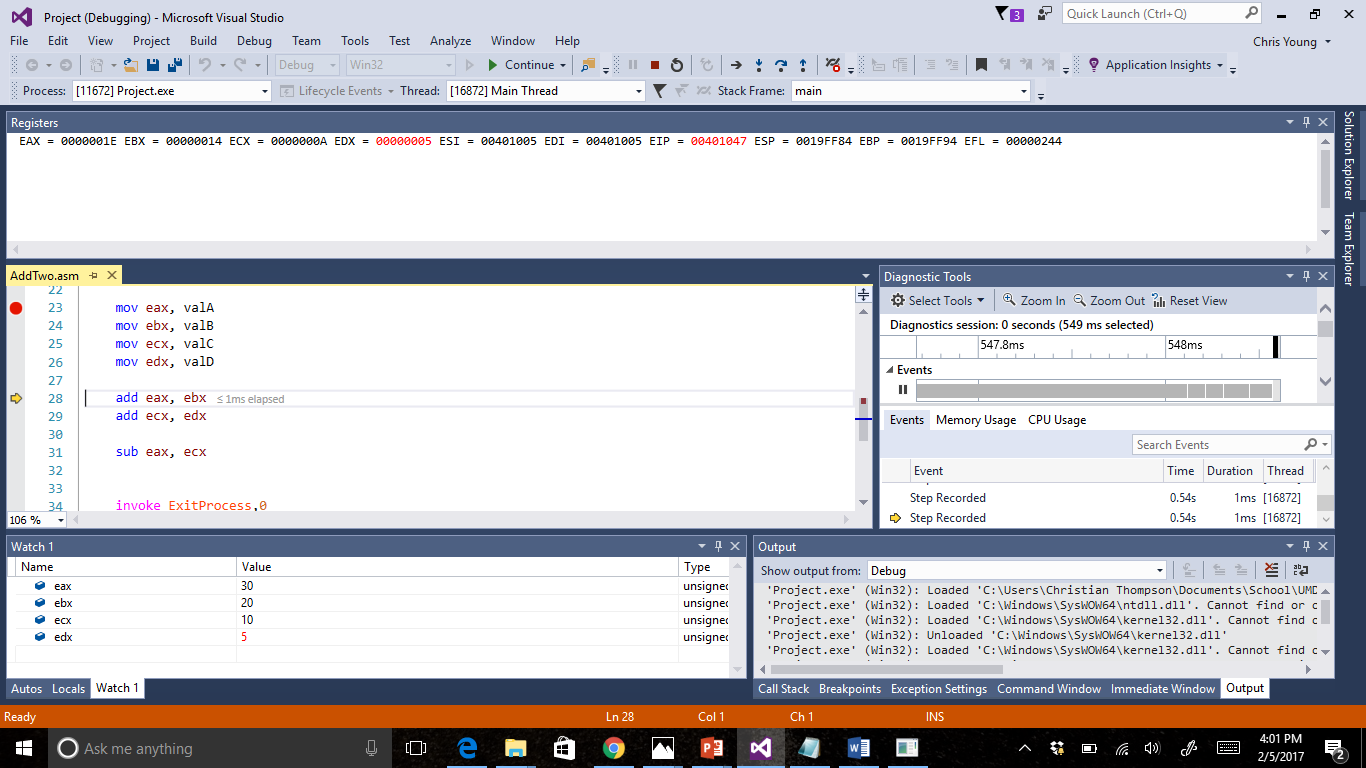 Project (Debugging) - Microsoft Visual Studio
3
Quick Launch (Ctrl+Q)
File Edit View Project Build Debug Team Tools Test Analyze Window Help
Chris Young
Debug Win32 Continue Application Insights
Process: [11672] Project.exe Lifecycle Events Thread: [16872] Main Thread Stack Frame: main
Registers
EAX = 0000001E EBX = 00000014 ECX = 0000000A EDX = 00000005 ESI = 00401005 EDI = 00401005 EIP = 00401047 ESP = 0019FF84 EBP = 0019FF94 EFL = 00000244
Solution Explorer
Team Explorer
AddTwo.asm
22
23 mov eax, valA
24 mov ebx, valB
25 mov ecx, valC
26 mov edx, valD
27
28 add eax, ebx ≤ 1ms elapsed
29 add ecx, edx
30
31 sub eax, ecx
32
33
34 invoke ExitProcess,0
106 %
Diagnostic Tools
Select Tools Zoom In Zoom Out Reset View
Diagnostics session: 0 seconds (549 ms selected)
547.8ms 548ms
Events
Events Memory Usage CPU Usage
Search Events
Event Time Duration Thread
Step Recorded 0.54s 1ms [16872]
Step Recorded 0.54s 1ms [16872]
Watch 1
Name Value Type
eax 30 unsigned
ebx 20 unsigned
ecx 10 unsigned
edx 5 unsigned
Autos Locals Watch 1
Output
Show output from: Debug
'Project.exe' (Win32): Loaded 'C:\Users\Christian Thompson\Documents\School\UMD
'Project.exe' (Win32): Loaded 'C:\Windows\SysWOW64\ntdll.dll'. Cannot find or o
'Project.exe' (Win32): Loaded 'C:\Windows\SysWOW64\kernel32.dll'. Cannot find o
'Project.exe' (Win32): Unloaded 'C:\Windows\SysWOW64\kernel32.dll'
'Project.exe' (Win32): Loaded 'C:\Windows\SysWOW64\kernel32.dll'. Cannot find o
Call Stack Breakpoints Exception Settings Command Window Immediate Window Output
Ready Ln 28 Col 1 Ch 1 INS
Ask me anything
4:01 PM
2/5/2017
2